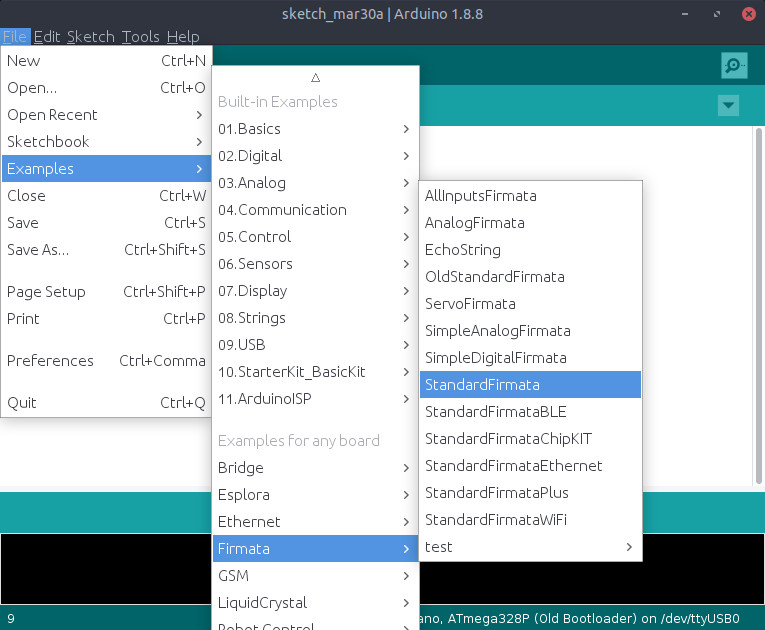 sketch_mar30a | Arduino 1.8.8
File Edit Sketch Tools Help
New Ctrl+N
Open... Ctrl+O
Open Recent
Sketchbook
Examples
Close Ctrl+W
Save Ctrl+S
Save As... Ctrl+Shift+S
Page Setup Ctrl+Shift+P
Print Ctrl+P
Preferences Ctrl+Comma
Quit Ctrl+Q
Built-in Examples
01.Basics
02.Digital
03.Analog
04.Communication
05.Control
06.Sensors
07.Display
08.Strings
09.USB
10.StarterKit_BasicKit
11.ArduinoISP
Examples for any board
Bridge
Esplora
Ethernet
Firmata
GSM
LiquidCrystal
Robot Control
AllInputsFirmata
AnalogFirmata
EchoString
OldStandardFirmata
ServoFirmata
SimpleAnalogFirmata
SimpleDigitalFirmata
StandardFirmata
StandardFirmataBLE
StandardFirmataChipKIT
StandardFirmataEthernet
StandardFirmataPlus
StandardFirmataWiFi
test
9
ano, ATmega328P (Old Bootloader) on /dev/ttyUSB0